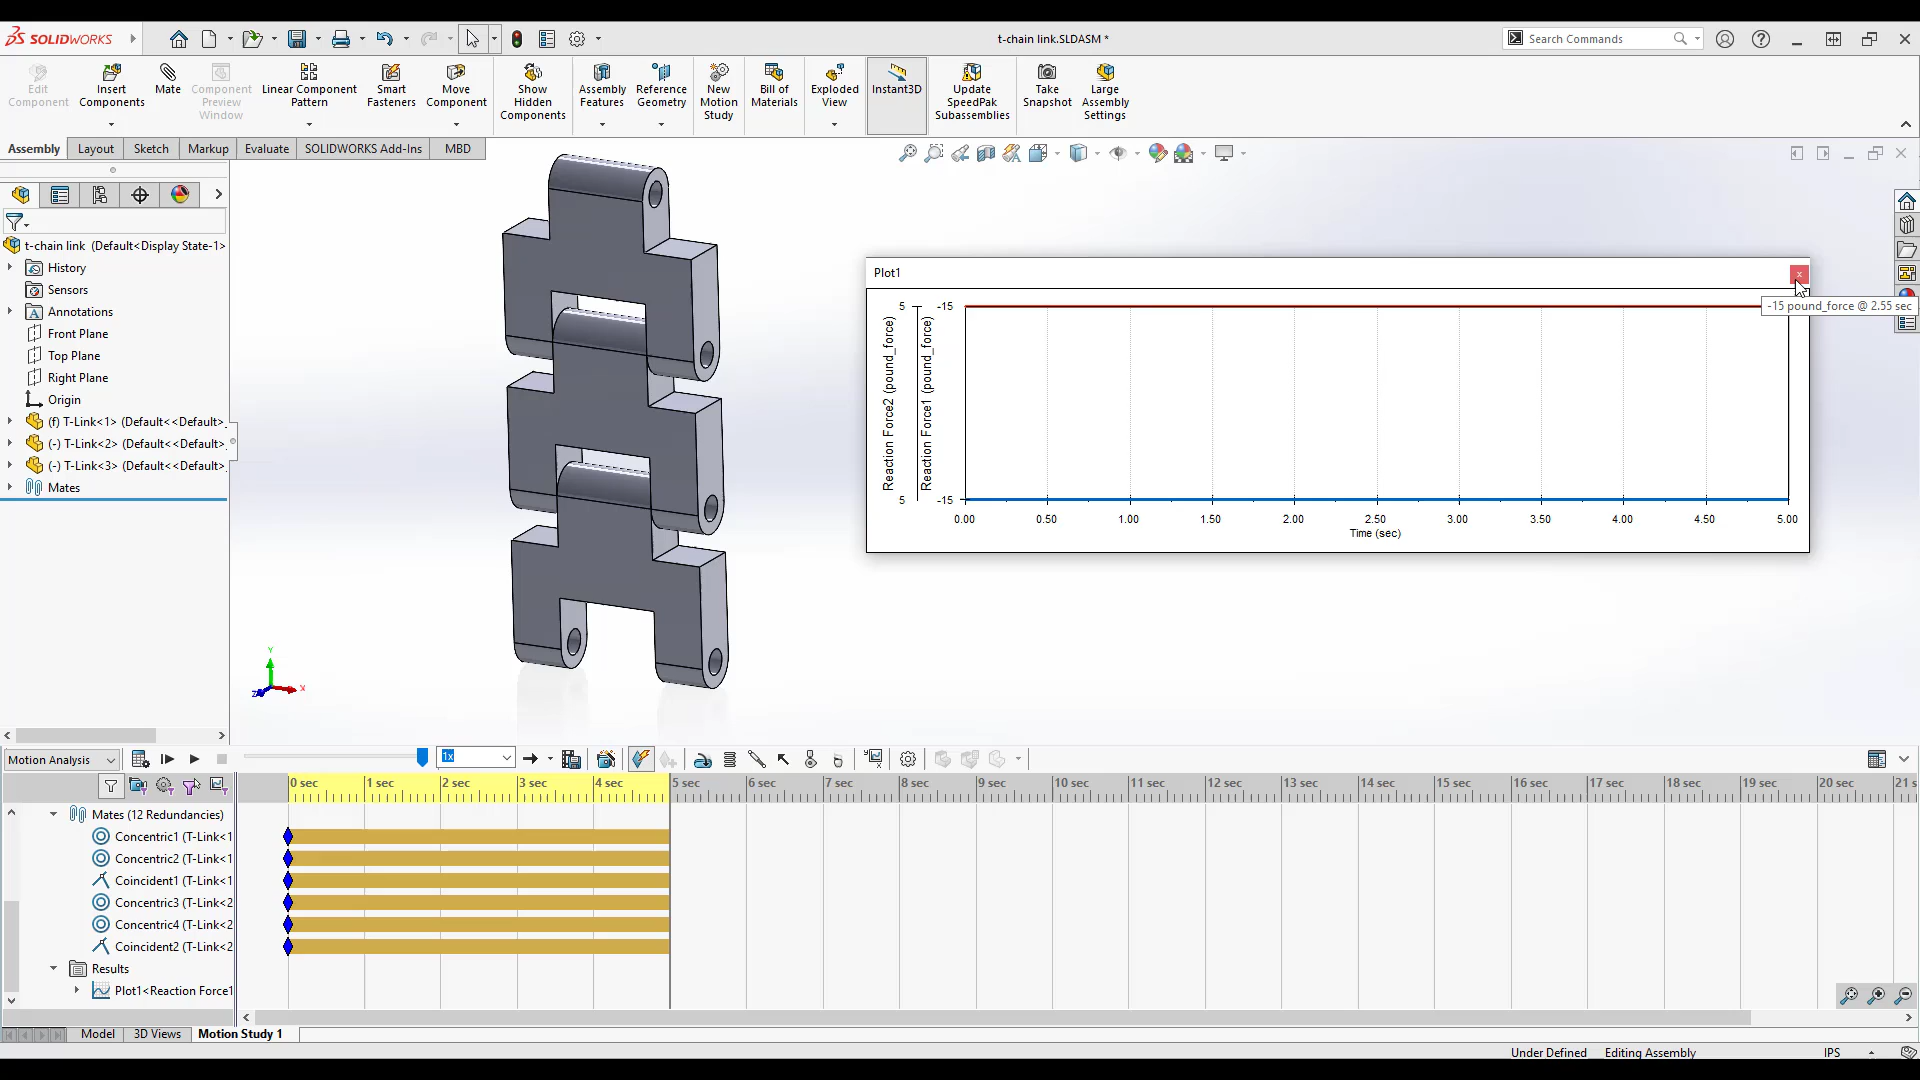 SOLIDWORKS
t-chain link.SLDASM *
Search Commands
Edit Component
Insert Components
Mate
Component Preview Window
Linear Component Pattern
Smart Fasteners
Move Component
Show Hidden Components
Assembly Features
Reference Geometry
New Motion Study
Bill of Materials
Exploded View
Instant3D
Update SpeedPak Subassemblies
Take Snapshot
Large Assembly Settings
Assembly
Layout
Sketch
Markup
Evaluate
SOLIDWORKS Add-Ins
MBD
t-chain link (Default<Display State-1>
History
Sensors
Annotations
Front Plane
Top Plane
Right Plane
Origin
(f) T-Link<1> (Default<<Default>
(-) T-Link<2> (Default<<Default>
(-) T-Link<3> (Default<<Default>
Mates
Y
X
Z
Plot1
x
-15 pound_force @ 2.55 sec
5
-15
Reaction Force2 (pound_force)
Reaction Force1 (pound_force)
5
-15
0.00 0.50 1.00 1.50 2.00 2.50 3.00 3.50 4.00 4.50 5.00
Time (sec)
Motion Analysis
1x
0 sec 1 sec 2 sec 3 sec 4 sec 5 sec 6 sec 7 sec 8 sec 9 sec 10 sec 11 sec 12 sec 13 sec 14 sec 15 sec 16 sec 17 sec 18 sec 19 sec 20 sec 21 s
Mates (12 Redundancies)
Concentric1 (T-Link<1
Concentric2 (T-Link<1
Coincident1 (T-Link<1
Concentric3 (T-Link<2
Concentric4 (T-Link<2
Coincident2 (T-Link<2
Results
Plot1<Reaction Force1
Model
3D Views
Motion Study 1
Under Defined
Editing Assembly
IPS